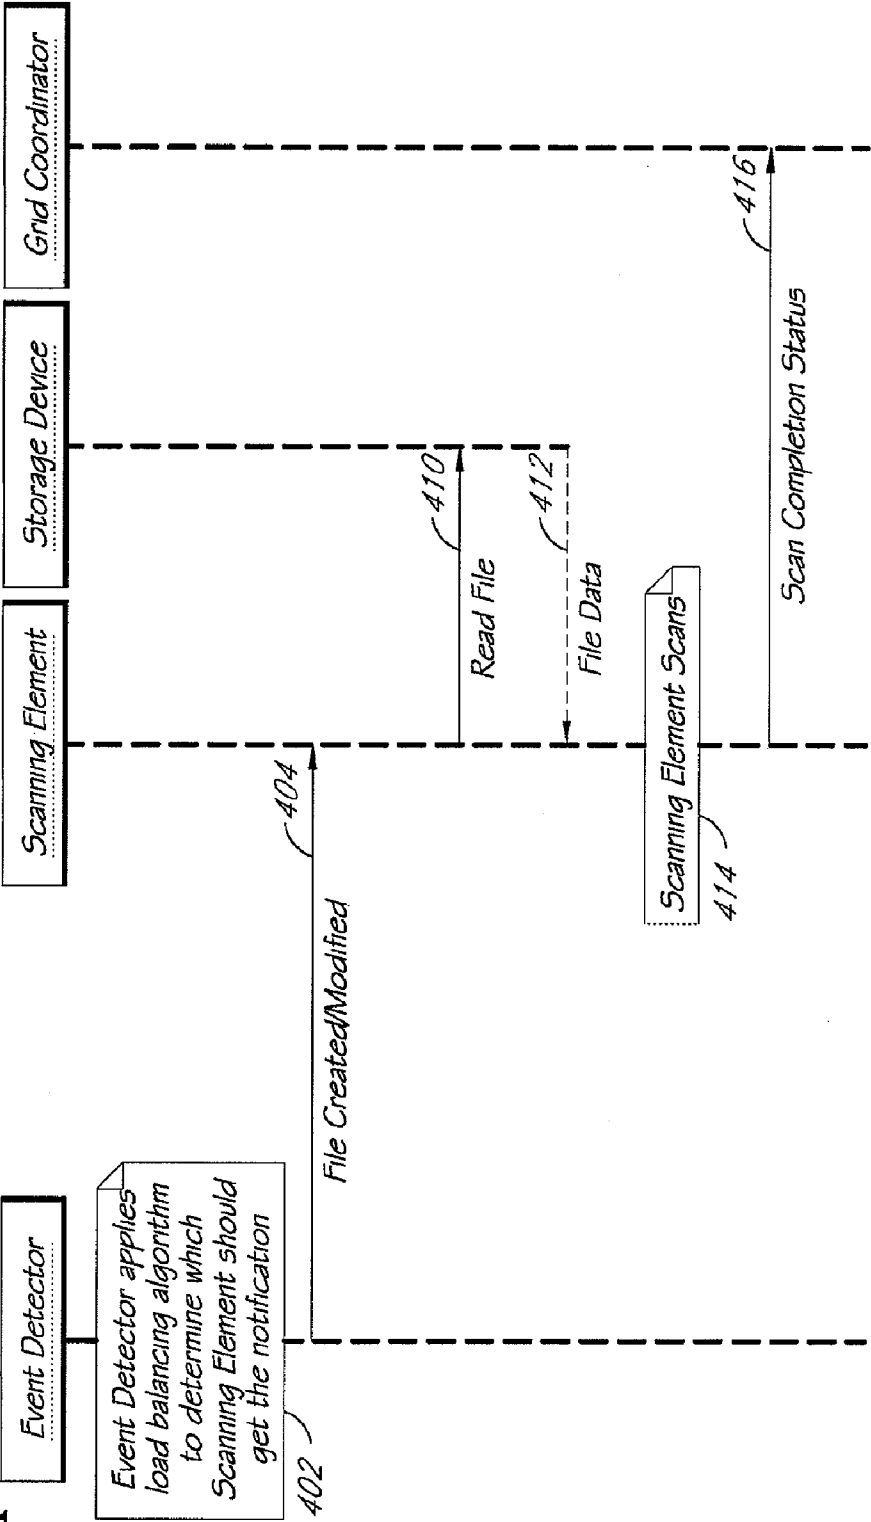 Event Detector
Scanning Element
Storage Device
Grid Coordinator
Event Detector applies
load balancing algorithm
to determine which
Scanning Element should
get the notification
402
404
File Created/Modified
410
Read File
412
File Data
Scanning Element Scans
414
416
Scan Completion Status